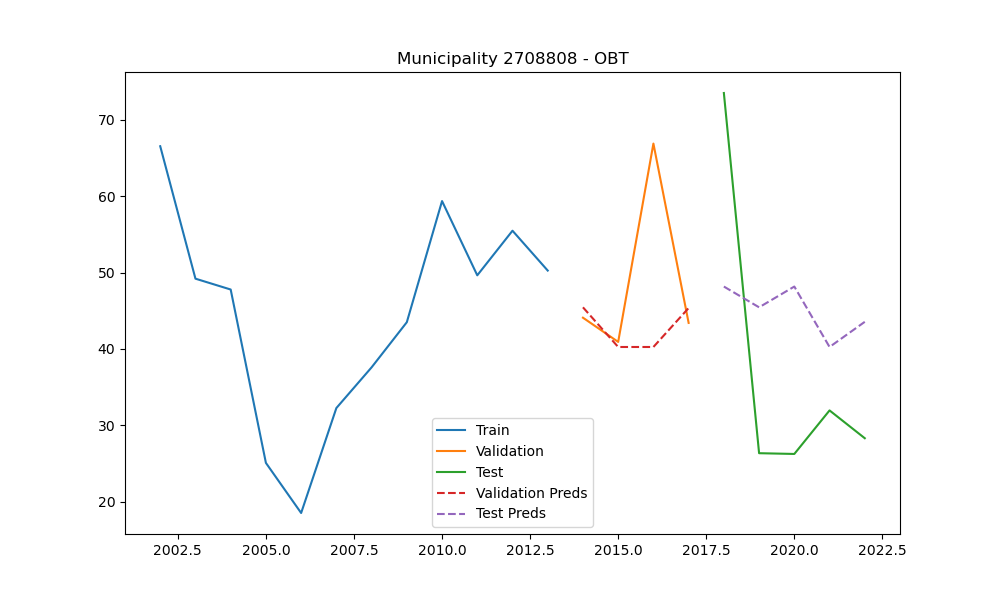 Municipality 2708808 - OBT
70
60
50
40
30
20
Train
Validation
Test
Validation Preds
Test Preds
2002.5 2005.0 2007.5 2010.0 2012.5 2015.0 2017.5 2020.0 2022.5